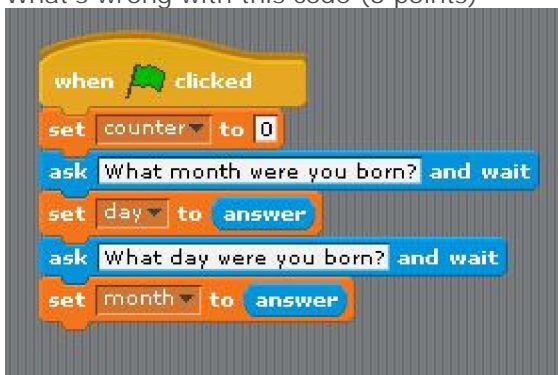 What's wrong with this code (5 points)
when clicked
set counter to 0
ask What month were you born? and wait
set day to answer
ask What day were you born? and wait
set month to answer